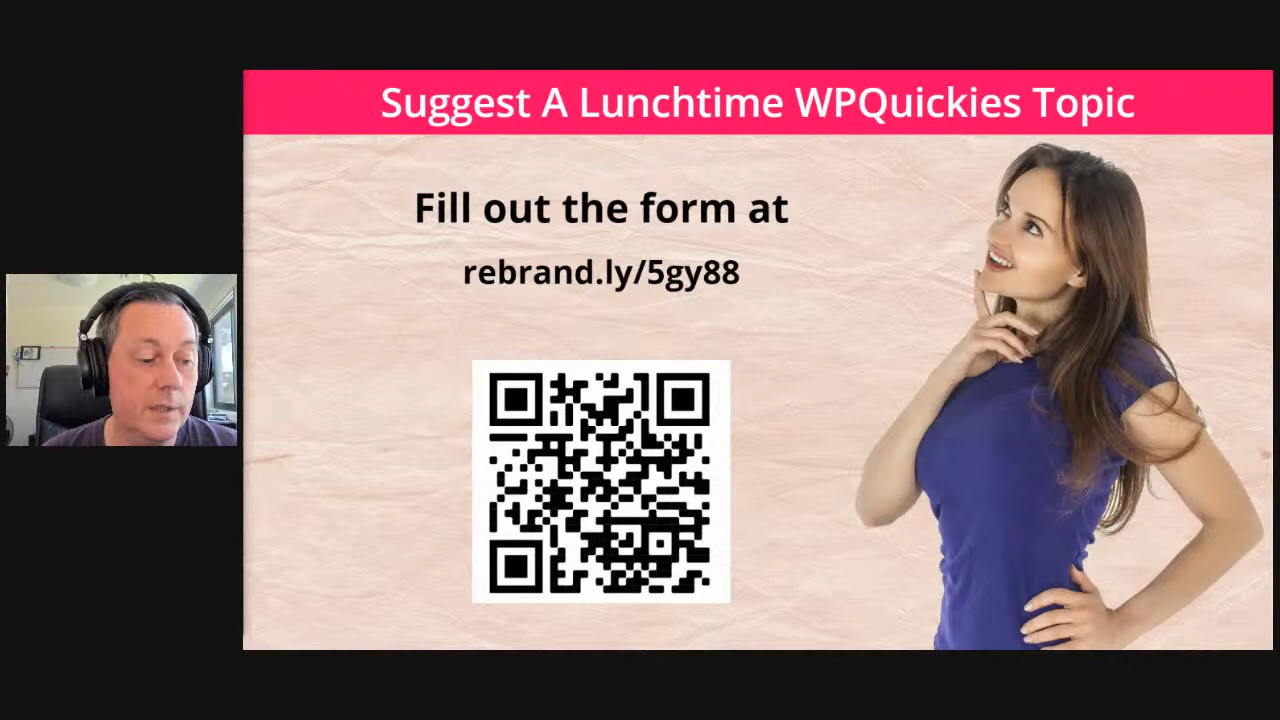 Suggest A Lunchtime WPQuickies Topic
Fill out the form at
rebrand.ly/5gy88